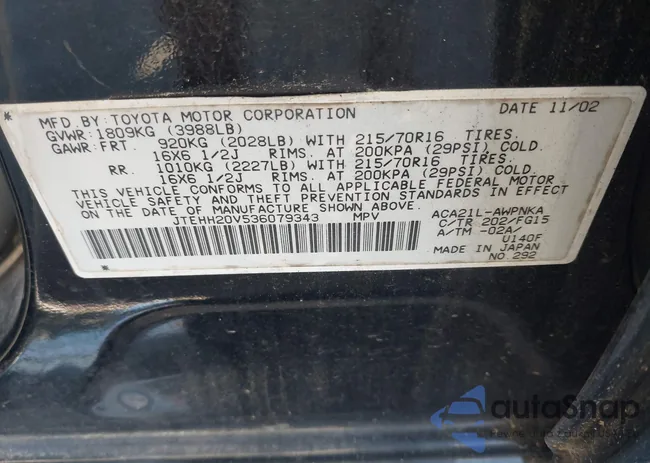 * MFD. BY: TOYOTA MOTOR CORPORATION DATE 11/02
GVWR: 1809KG (3988LB)
GAWR: FRT. 920KG (2028LB) WITH 215/70R16 TIRES.
16X6 1/2J RIMS. AT 200KPA (29PSI) COLD.
RR. 1010KG (2227LB) WITH 215/70R16 TIRES.
16X6 1/2J RIMS. AT 200KPA (29PSI) COLD.
THIS VEHICLE CONFORMS TO ALL APPLICABLE FEDERAL MOTOR
VEHICLE SAFETY AND THEFT PREVENTION STANDARDS IN EFFECT
ON THE DATE OF MANUFACTURE SHOWN ABOVE.
JTEHH20V536079343 MPV ACA21L-AWPNKA
C/TR 202/FG15
A/TM -02A/
U140F
MADE IN JAPAN
NO.292
autoSnap